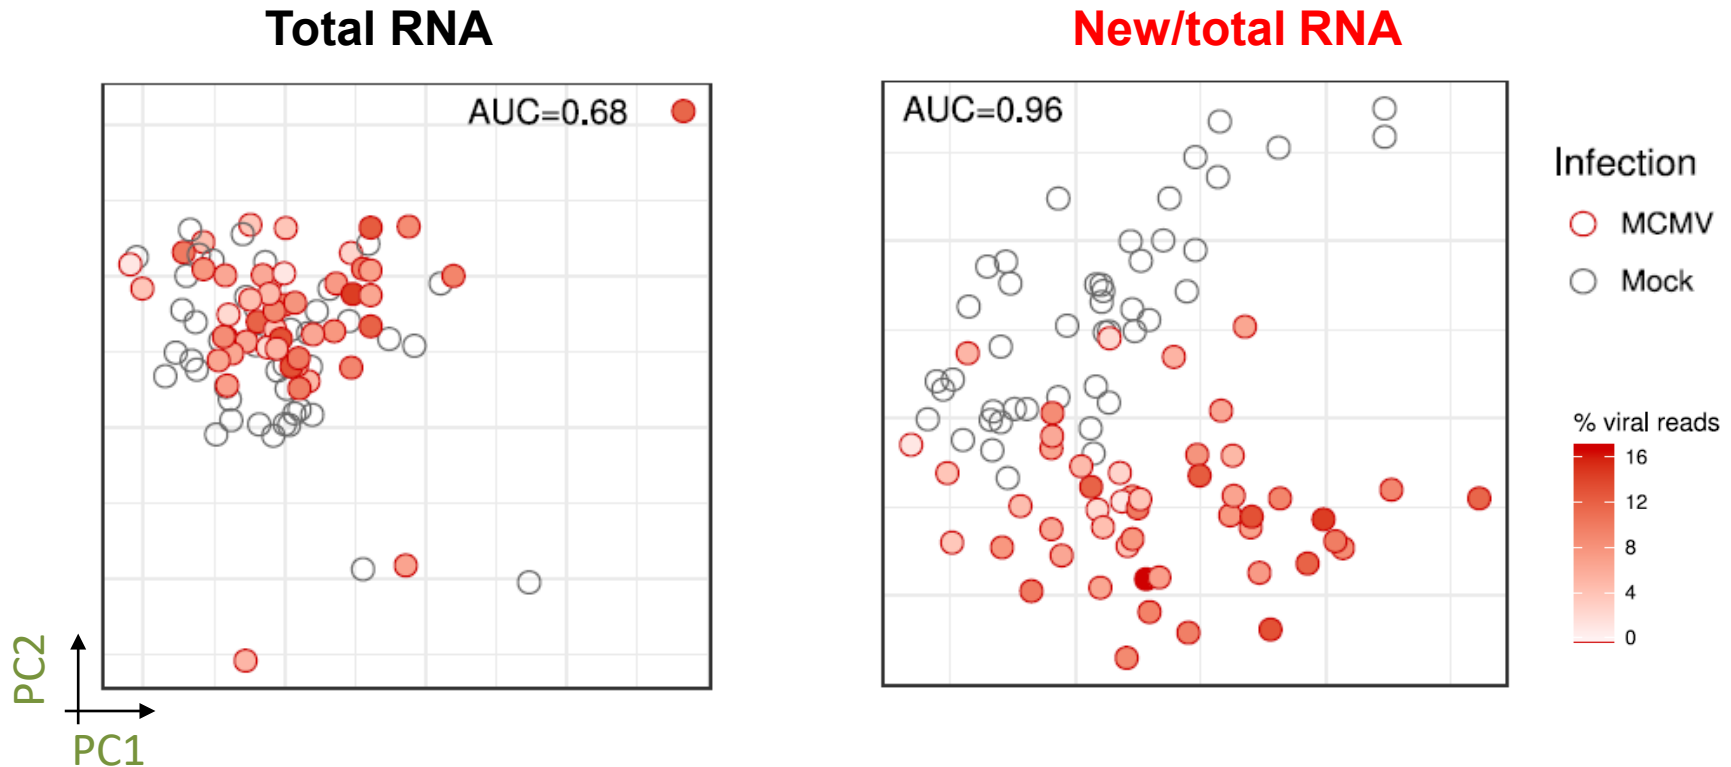 Total RNA
New/total RNA
AUC=0.68
AUC=0.96
Infection
MCMV
Mock
% viral reads
16
12
8
4
0
PC2
PC1